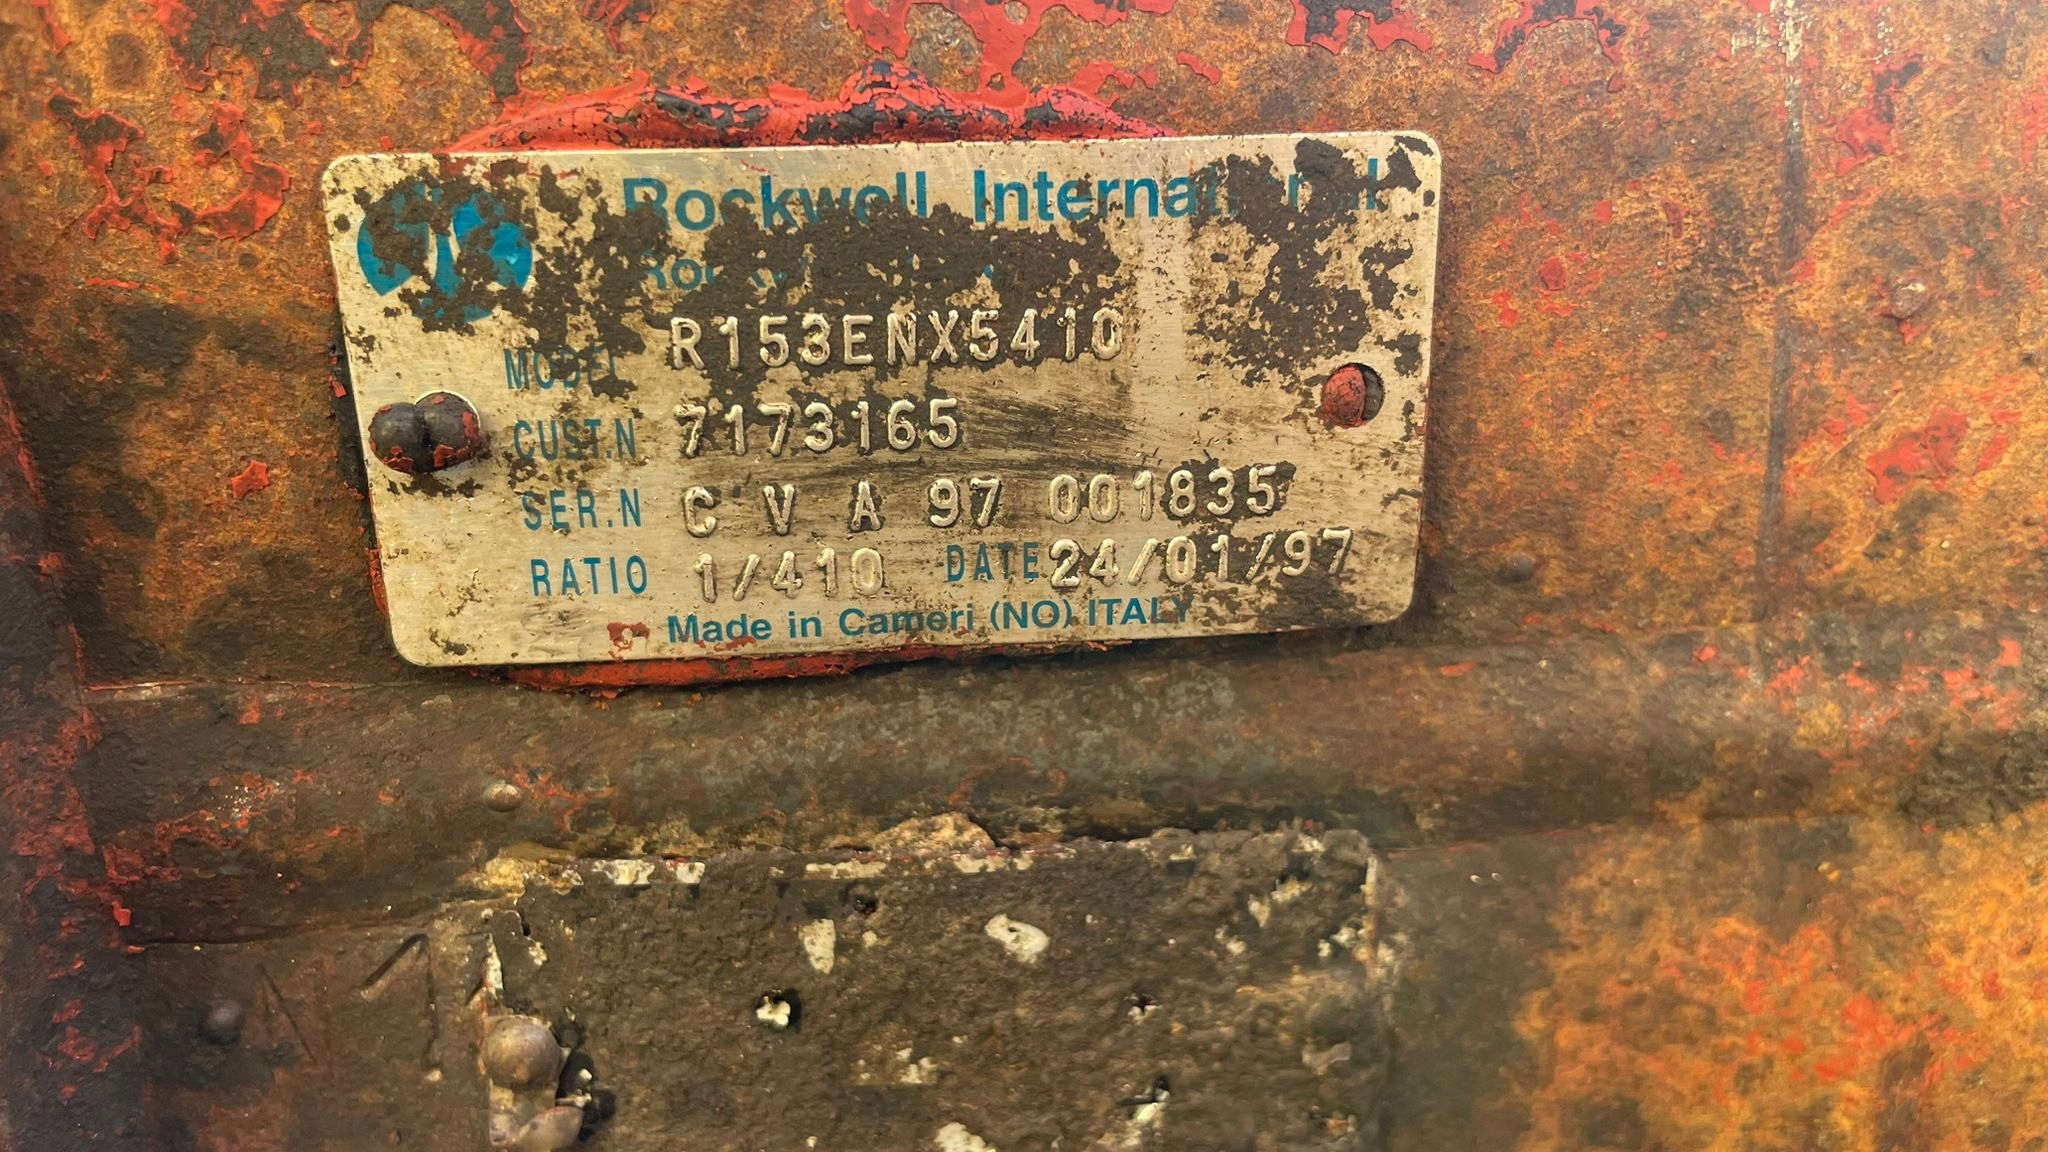 Rockwell International
MODEL R153ENX5410
CUST.N 7173165
SER.N C V A 97 001835
RATIO 1/410 DATE 24/01/97
Made in Cameri (NO) ITALY